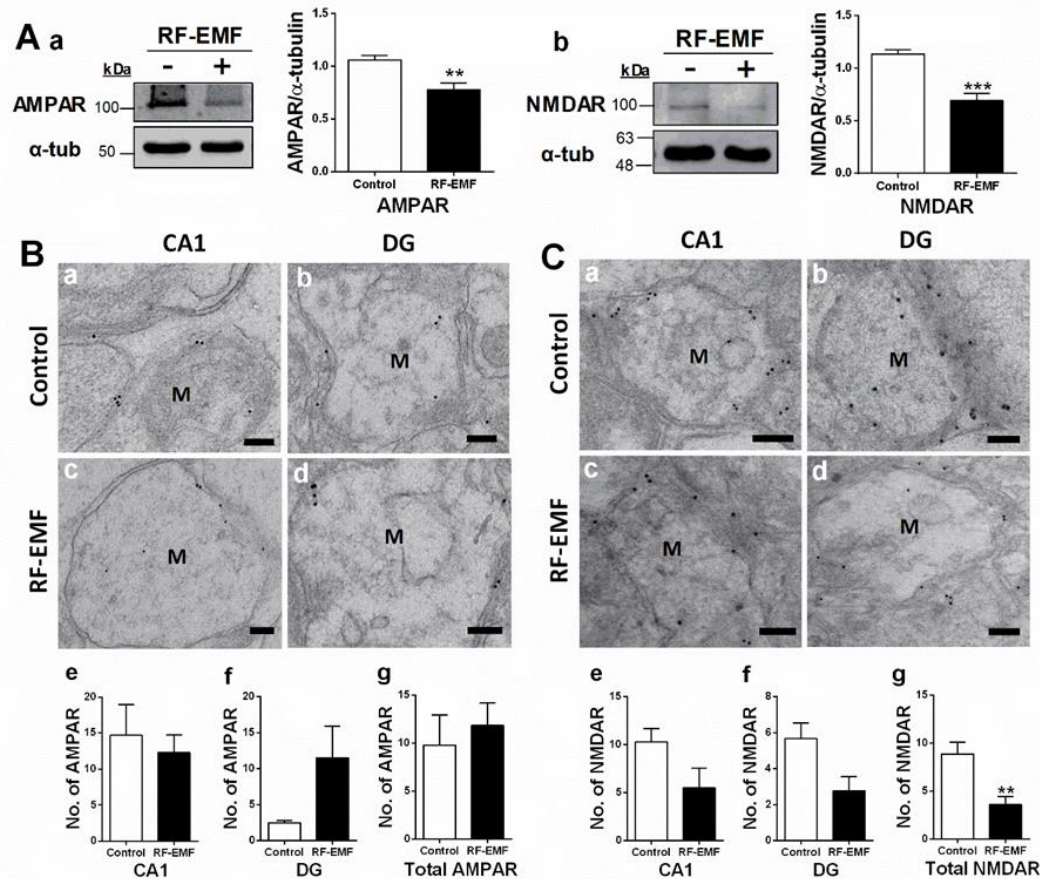 A a
RF-EMF
kDa - +
AMPAR 100
α-tub 50
AMPAR/α-tubulin
1.5
1.0
0.5
0.0
**
Control RF-EMF
AMPAR
b
RF-EMF
- +
NMDAR 100
63
α-tub
48
NMDAR/α-tubulin
1.5
1.0
0.5
0.0
***
Control RF-EMF
NMDAR
B
CA1 DG
Control
a M
b M
RF-EMF
c M
d M
e
No. of AMPAR
20
15
10
5
0
Control RF-EMF
CA1
f
No. of AMPAR
20
15
10
5
0
Control RF-EMF
DG
g
No. of AMPAR
15
10
5
0
Control RF-EMF
Total AMPAR
C
CA1 DG
Control
a M
b M
RF-EMF
c M
d M
e
No. of NMDAR
15
10
5
0
Control RF-EMF
CA1
f
No. of NMDAR
8
6
4
2
0
Control RF-EMF
DG
g
No. of NMDAR
15
10
5
0
**
Control RF-EMF
Total NMDAR